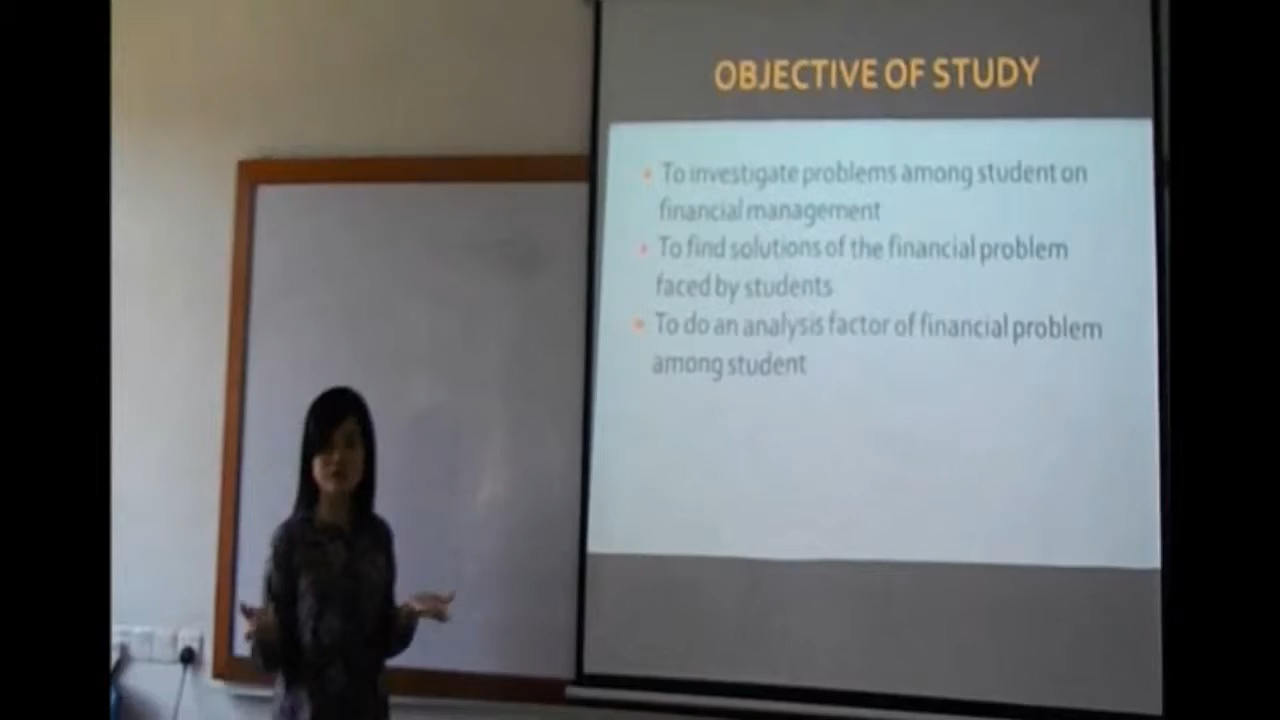 OBJECTIVE OF STUDY
• To investigate problems among student on
financial management
• To find solutions of the financial problem
faced by students
• To do an analysis factor of financial problem
among student